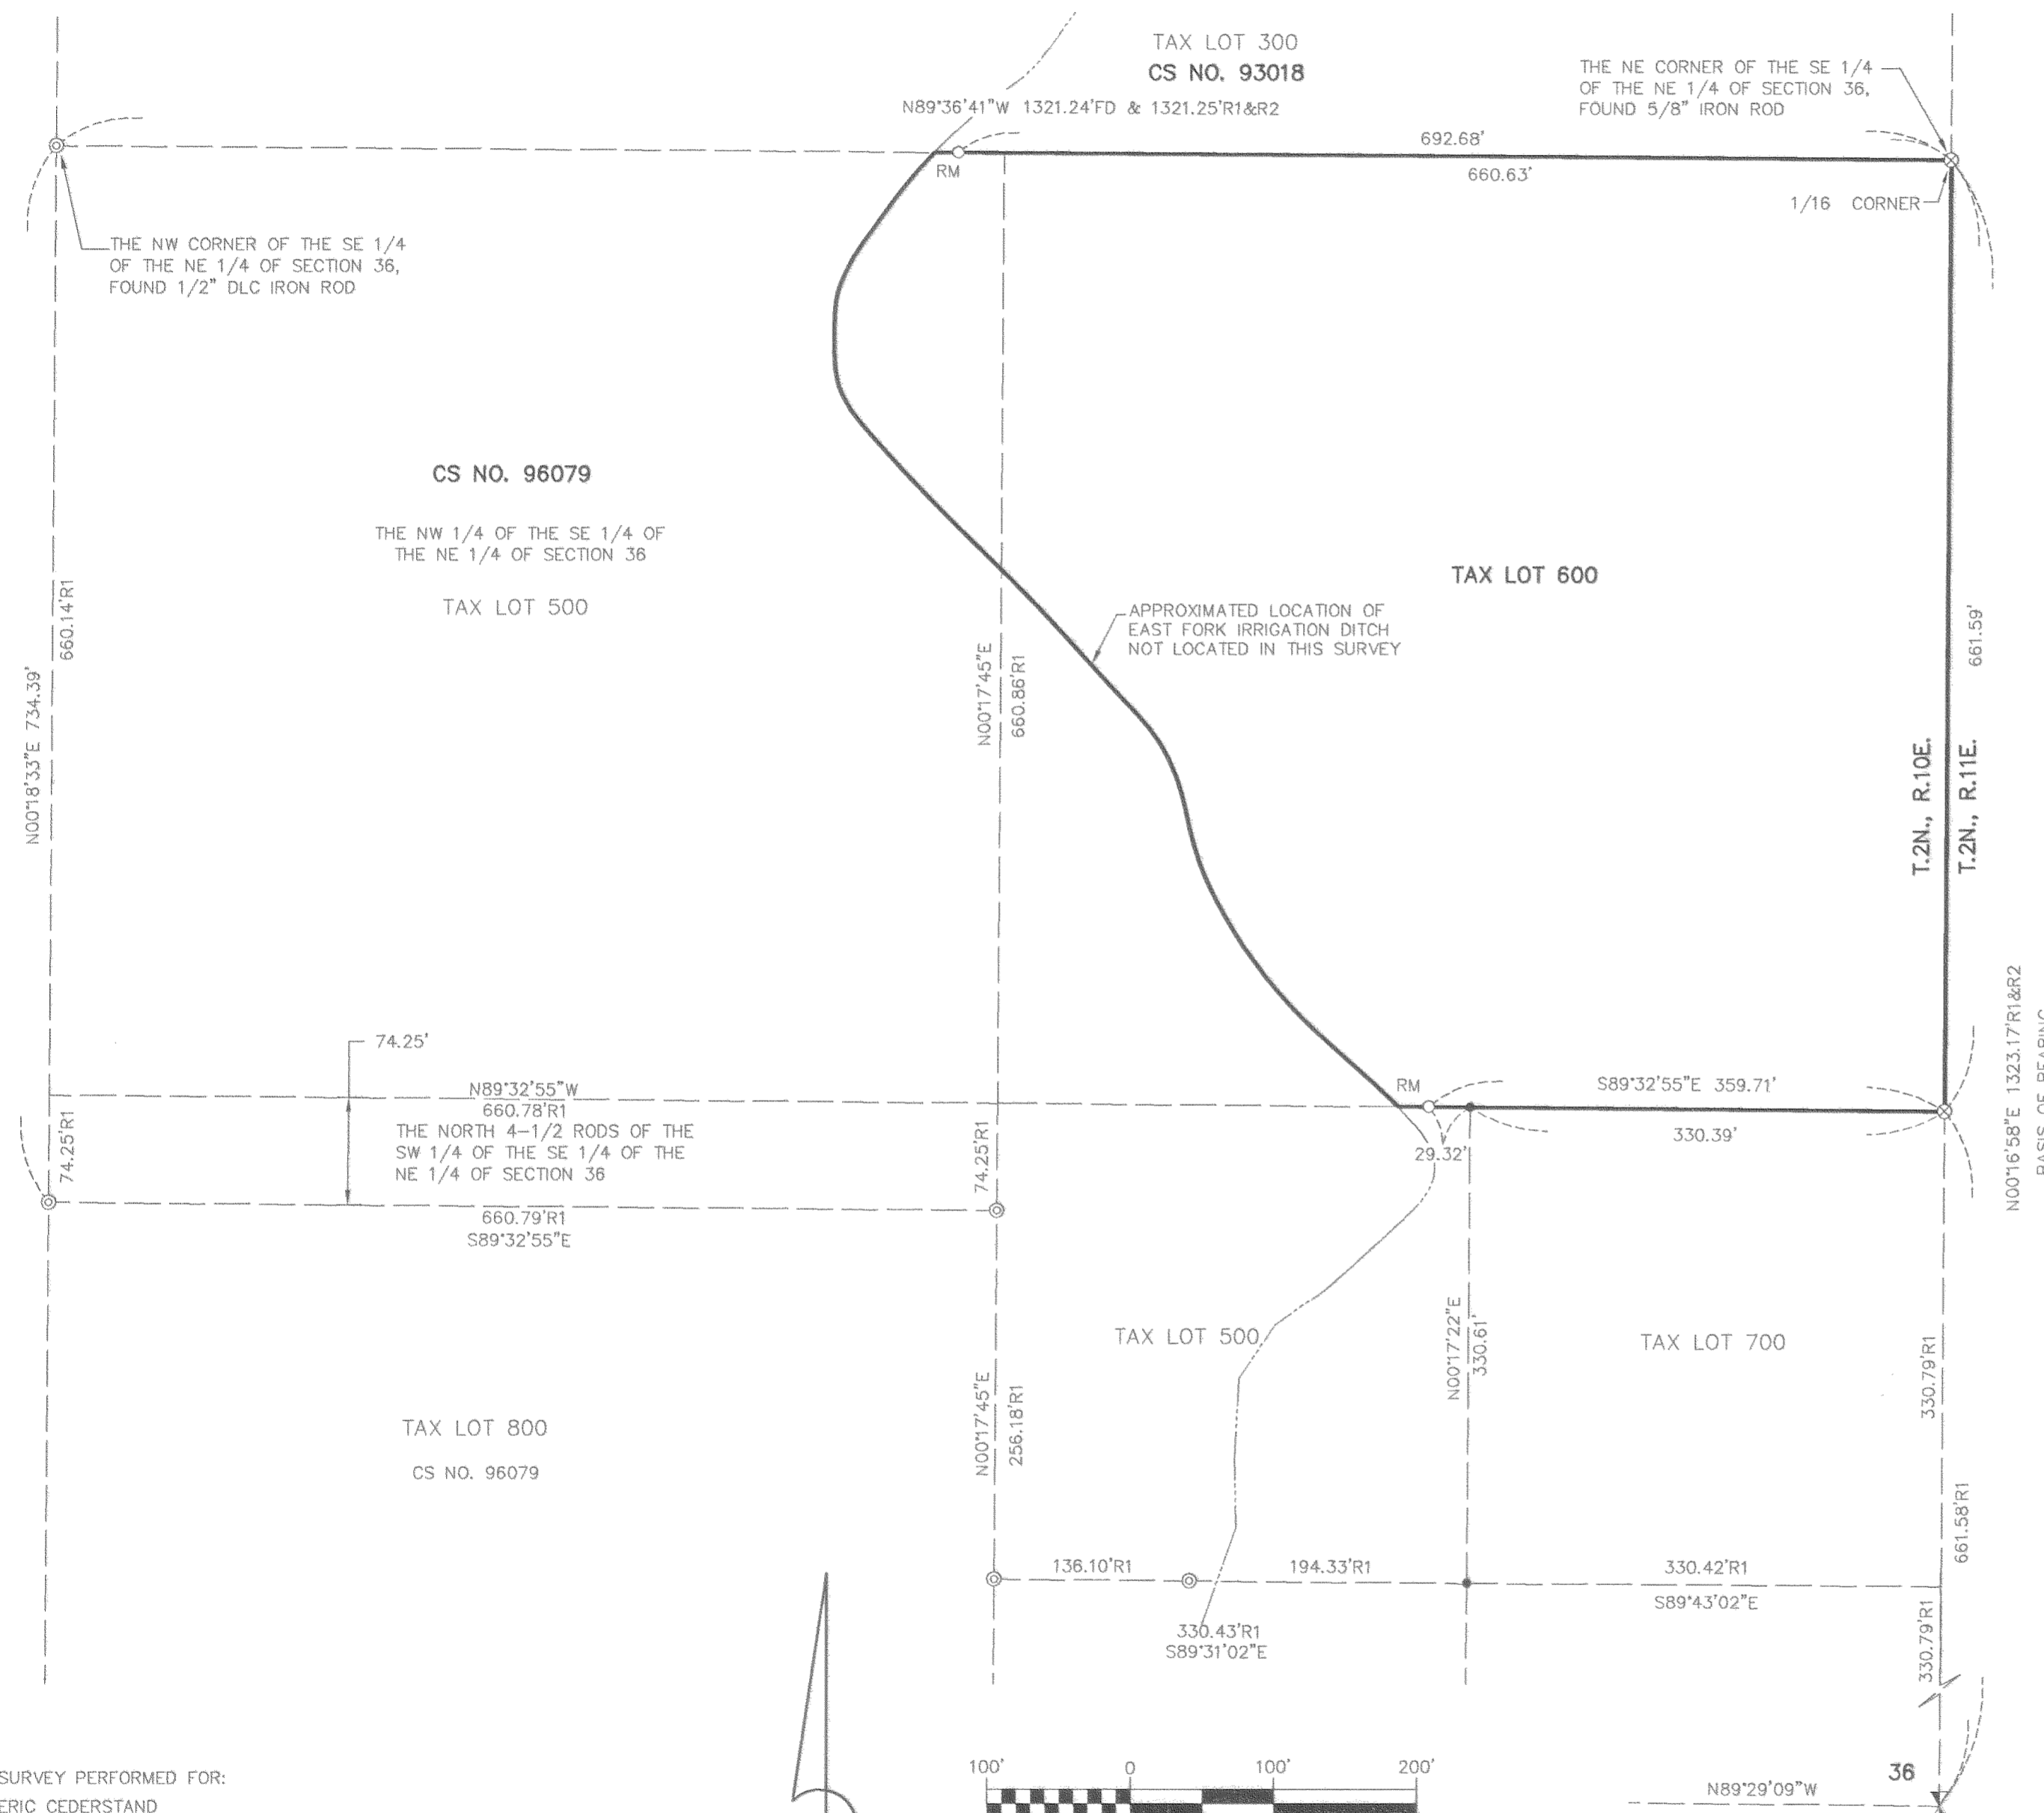 TAX LOT 300
CS NO. 93018
N89°36'41"W 1321.24'FD & 1321.25'R1&R2
THE NE CORNER OF THE SE 1/4
OF THE NE 1/4 OF SECTION 36,
FOUND 5/8" IRON ROD
692.68'
RM
660.63'
1/16 CORNER
THE NW CORNER OF THE SE 1/4
OF THE NE 1/4 OF SECTION 36,
FOUND 1/2" DLC IRON ROD
CS NO. 96079
THE NW 1/4 OF THE SE 1/4 OF
THE NE 1/4 OF SECTION 36
TAX LOT 500
TAX LOT 600
APPROXIMATED LOCATION OF
EAST FORK IRRIGATION DITCH
NOT LOCATED IN THIS SURVEY
N00°18'33"E 734.39'
660.14'R1
N00°17'45"E
660.86'R1
661.59'
T.2N., R.10E.
T.2N., R.11E.
74.25'
N89°32'55"W
660.78'R1
THE NORTH 4-1/2 RODS OF THE
SW 1/4 OF THE SE 1/4 OF THE
NE 1/4 OF SECTION 36
74.25'R1
74.25'R1
660.79'R1
S89°32'55"E
RM
S89°32'55"E 359.71'
330.39'
29.32'
N00°16'58"E 1323.17'R1&R2
BASIS OF BEARING
TAX LOT 500
N00°17'22"E
330.61'
TAX LOT 700
330.79'R1
N00°17'45"E
256.18'R1
TAX LOT 800
CS NO. 96079
661.58'R1
136.10'R1
194.33'R1
330.42'R1
S89°43'02"E
330.43'R1
S89°31'02"E
330.79'R1
SURVEY PERFORMED FOR:
ERIC CEDERSTAND
100' 0 100' 200'
36
N89°29'09"W